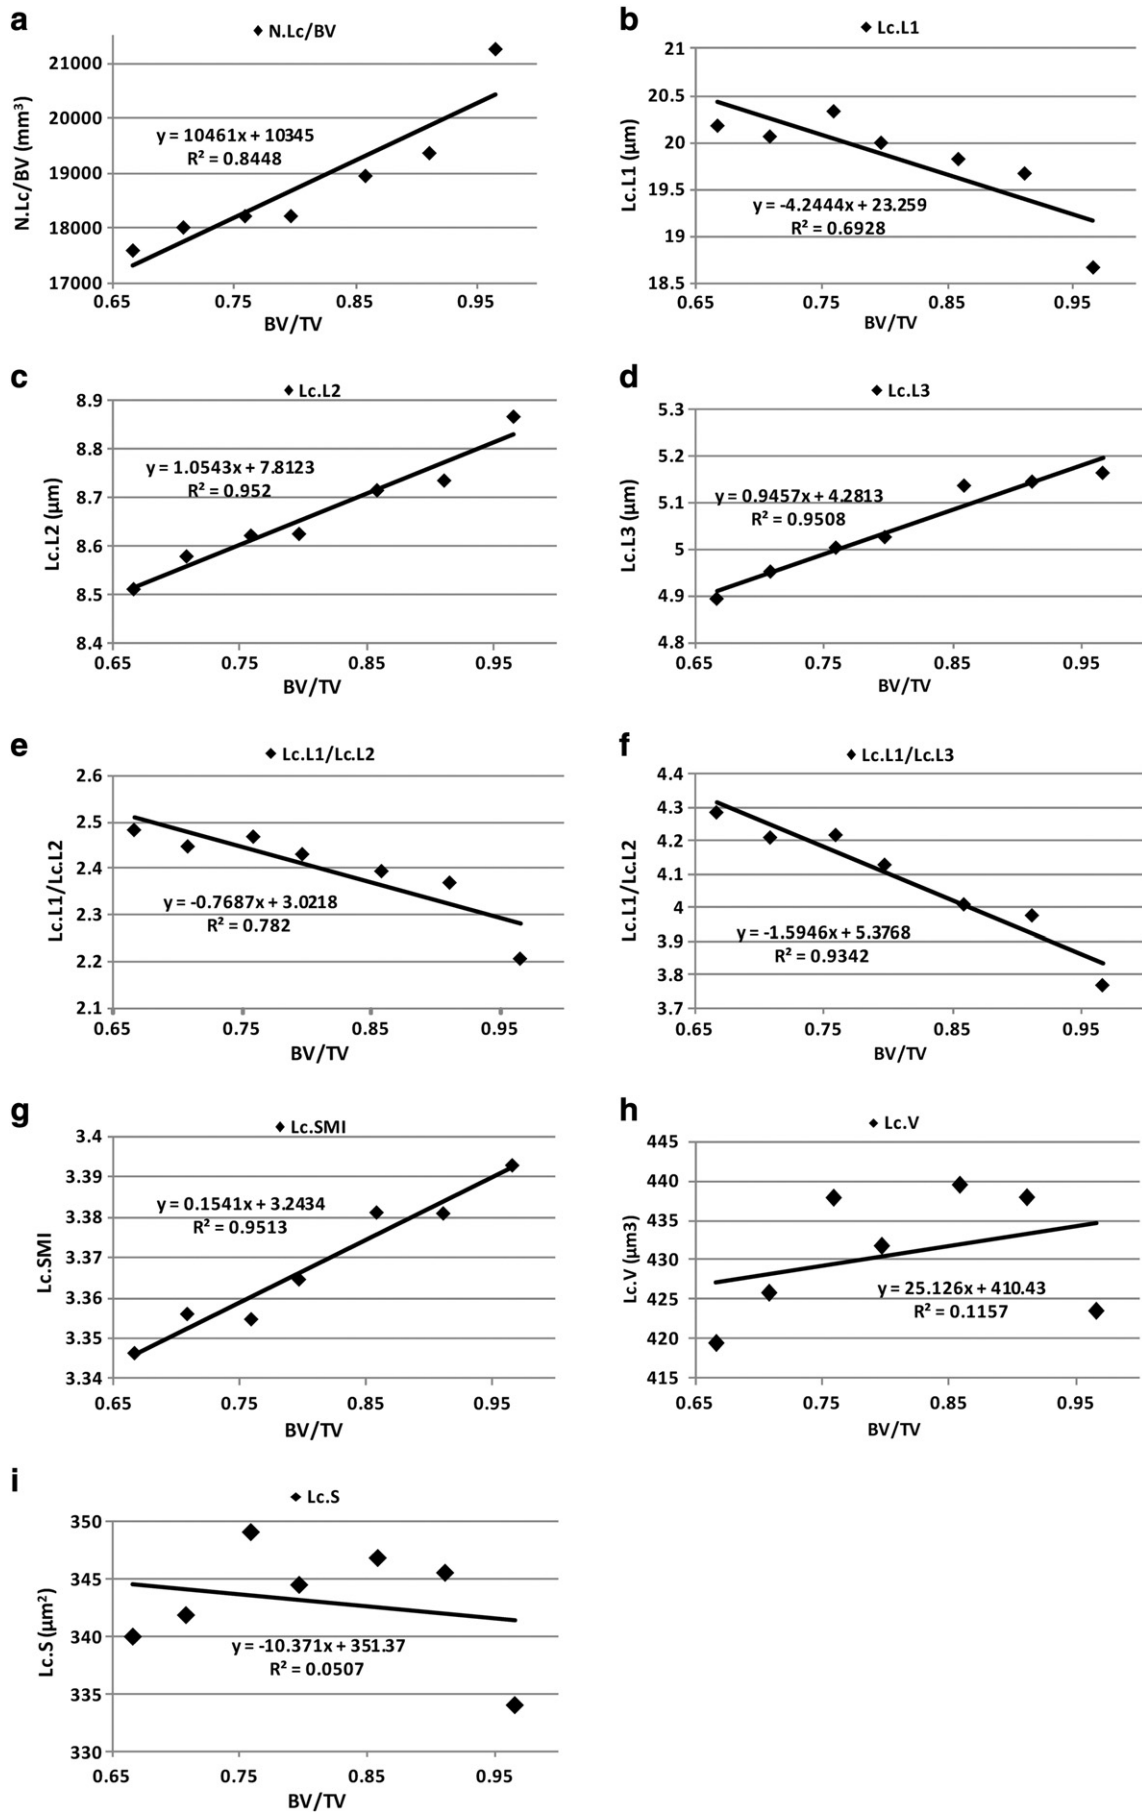 a
◆ N.Lc/BV
N.Lc/BV (mm³)
21000
20000
19000
18000
17000
y = 10461x + 10345
R² = 0.8448
0.65 0.75 0.85 0.95
BV/TV
b
◆ Lc.L1
Lc.L1 (μm)
21
20.5
20
19.5
19
18.5
y = -4.2444x + 23.259
R² = 0.6928
0.65 0.75 0.85 0.95
BV/TV
c
◆ Lc.L2
Lc.L2 (μm)
8.9
8.8
8.7
8.6
8.5
8.4
y = 1.0543x + 7.8123
R² = 0.952
0.65 0.75 0.85 0.95
BV/TV
d
◆ Lc.L3
Lc.L3 (μm)
5.3
5.2
5.1
5
4.9
4.8
y = 0.9457x + 4.2813
R² = 0.9508
0.65 0.75 0.85 0.95
BV/TV
e
◆ Lc.L1/Lc.L2
Lc.L1/Lc.L2
2.6
2.5
2.4
2.3
2.2
2.1
y = -0.7687x + 3.0218
R² = 0.782
0.65 0.75 0.85 0.95
BV/TV
f
◆ Lc.L1/Lc.L3
Lc.L1/Lc.L2
4.4
4.3
4.2
4.1
4
3.9
3.8
3.7
y = -1.5946x + 5.3768
R² = 0.9342
0.65 0.75 0.85 0.95
BV/TV
g
◆ Lc.SMI
Lc.SMI
3.4
3.39
3.38
3.37
3.36
3.35
3.34
y = 0.1541x + 3.2434
R² = 0.9513
0.65 0.75 0.85 0.95
BV/TV
h
◆ Lc.V
Lc.V (μm3)
445
440
435
430
425
420
415
y = 25.126x + 410.43
R² = 0.1157
0.65 0.75 0.85 0.95
BV/TV
i
◆ Lc.S
Lc.S (μm²)
350
345
340
335
330
y = -10.371x + 351.37
R² = 0.0507
0.65 0.75 0.85 0.95
BV/TV